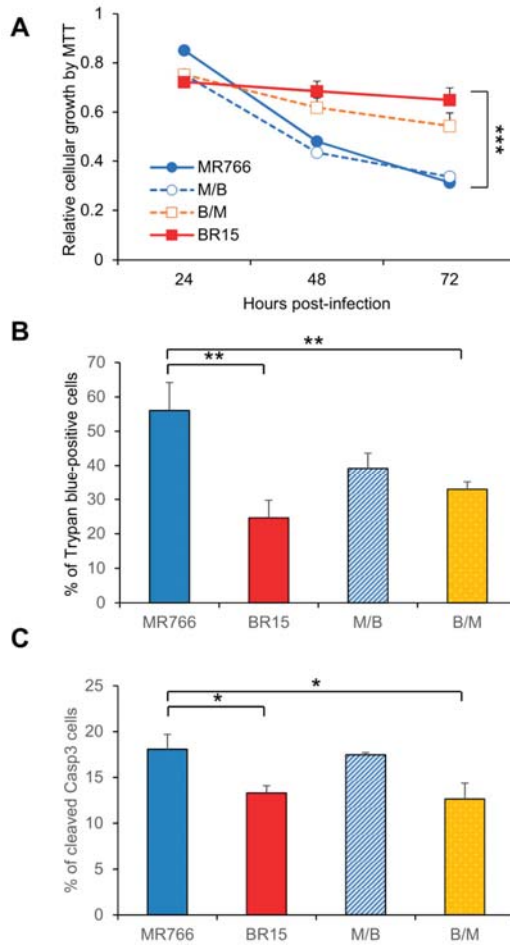 A
Relative cellular growth by MTT
1
0.8
0.6
0.4
0.2
0
MR766
M/B
B/M
BR15
***
24
48
72
Hours post-infection
B
% of Trypan blue-positive cells
70
60
50
40
30
20
10
0
**
**
MR766
BR15
M/B
B/M
C
% of cleaved Casp3 cells
25
20
15
10
5
0
*
*
MR766
BR15
M/B
B/M